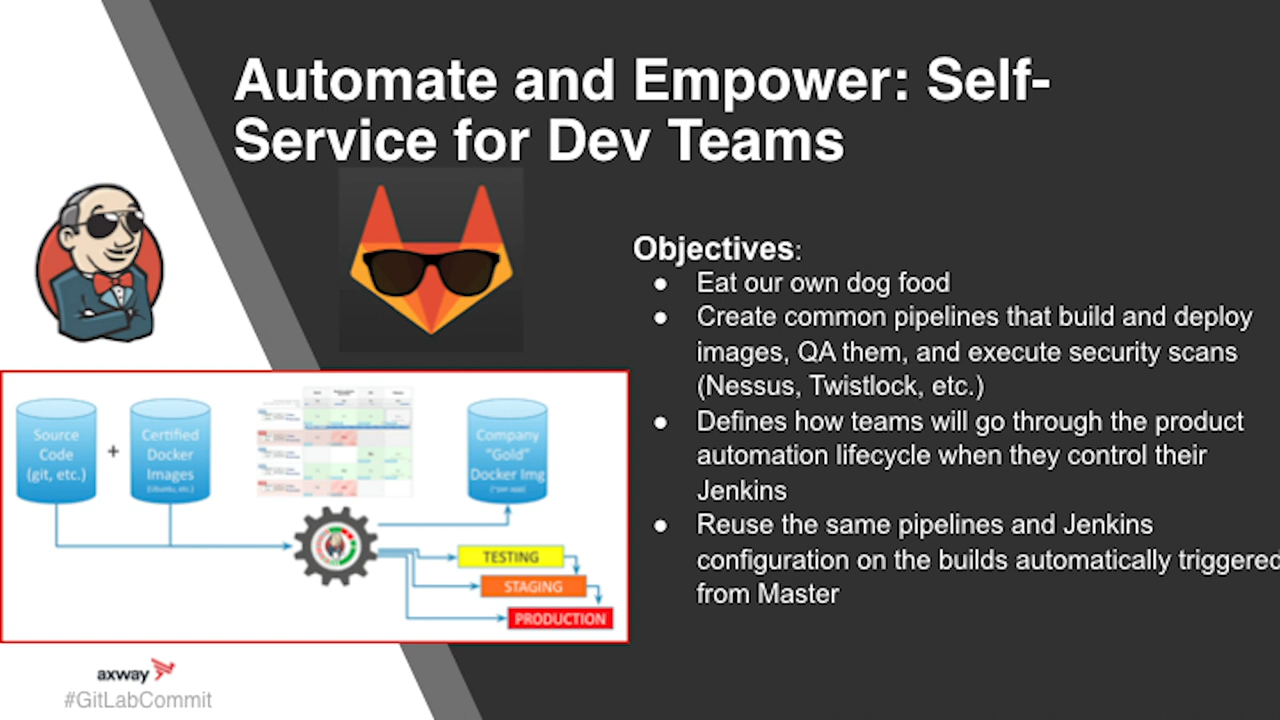 Automate and Empower: Self-
Service for Dev Teams
Objectives:
● Eat our own dog food
● Create common pipelines that build and deploy
images, QA them, and execute security scans
(Nessus, Twistlock, etc.)
● Defines how teams will go through the product
automation lifecycle when they control their
Jenkins
● Reuse the same pipelines and Jenkins
configuration on the builds automatically triggered
from Master
Source
Code
(git, etc.)
+
Certified
Docker
Images
(Ubuntu, etc.)
Company
"Gold"
Docker Img
TESTING
STAGING
PRODUCTION
axway
#GitLabCommit